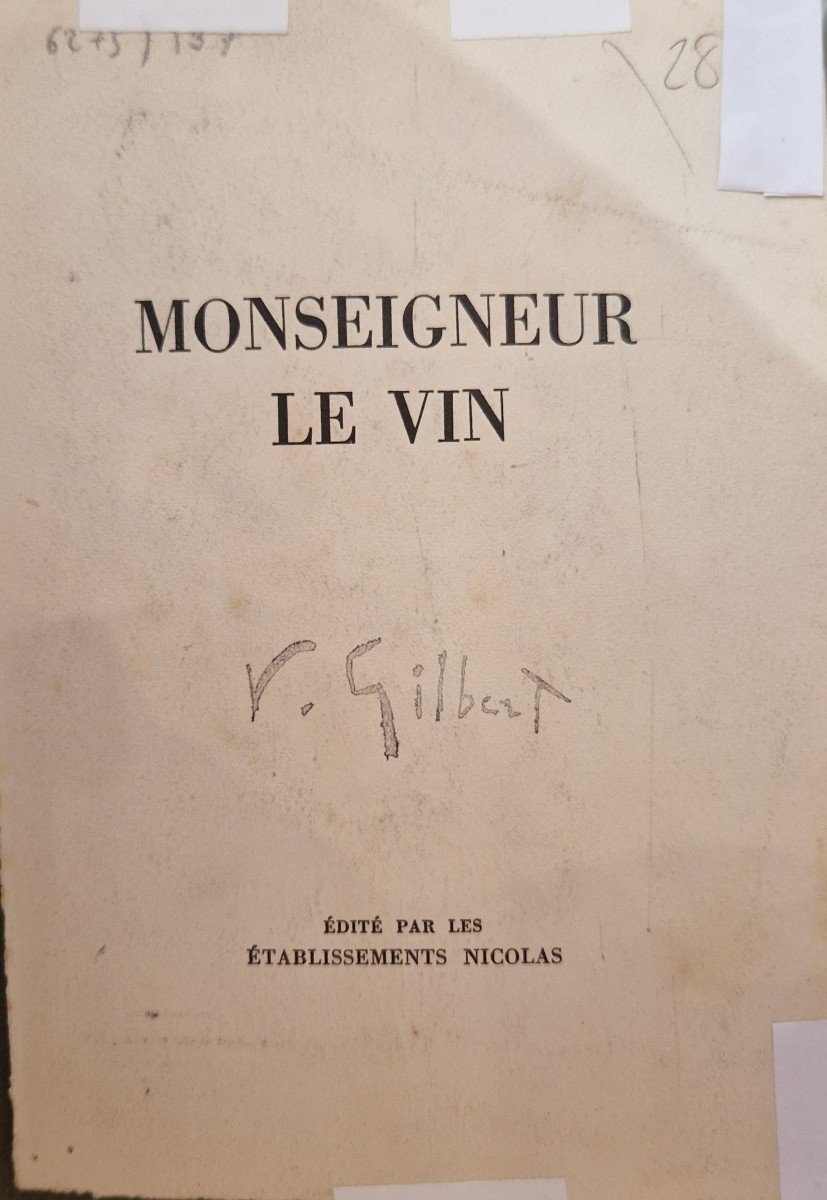 28
MONSEIGNEUR
LE VIN
V. Gilbert
ÉDITÉ PAR LES
ÉTABLISSEMENTS NICOLAS